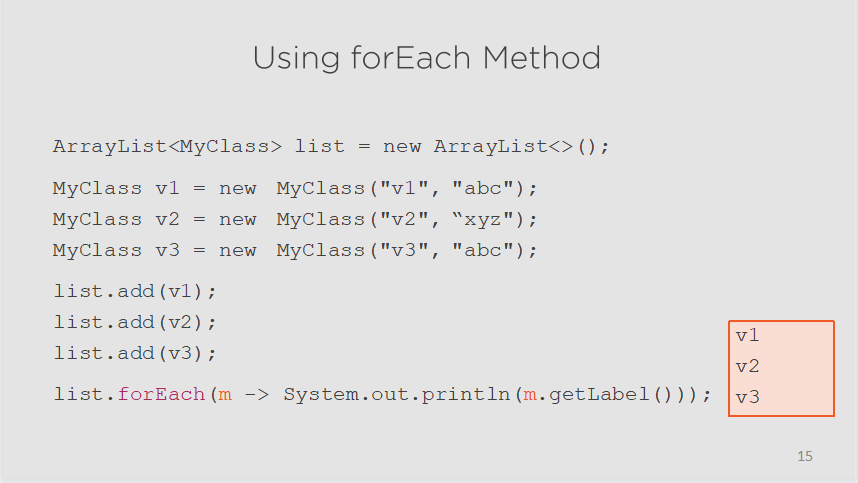 Using forEach Method
ArrayList<MyClass> list = new ArrayList<>();
MyClass v1 = new MyClass("v1", "abc");
MyClass v2 = new MyClass("v2", “xyz");
MyClass v3 = new MyClass("v3", "abc");
list.add(v1);
list.add(v2);
list.add(v3);
list.forEach(m -> System.out.println(m.getLabel()));
v1
v2
v3
15